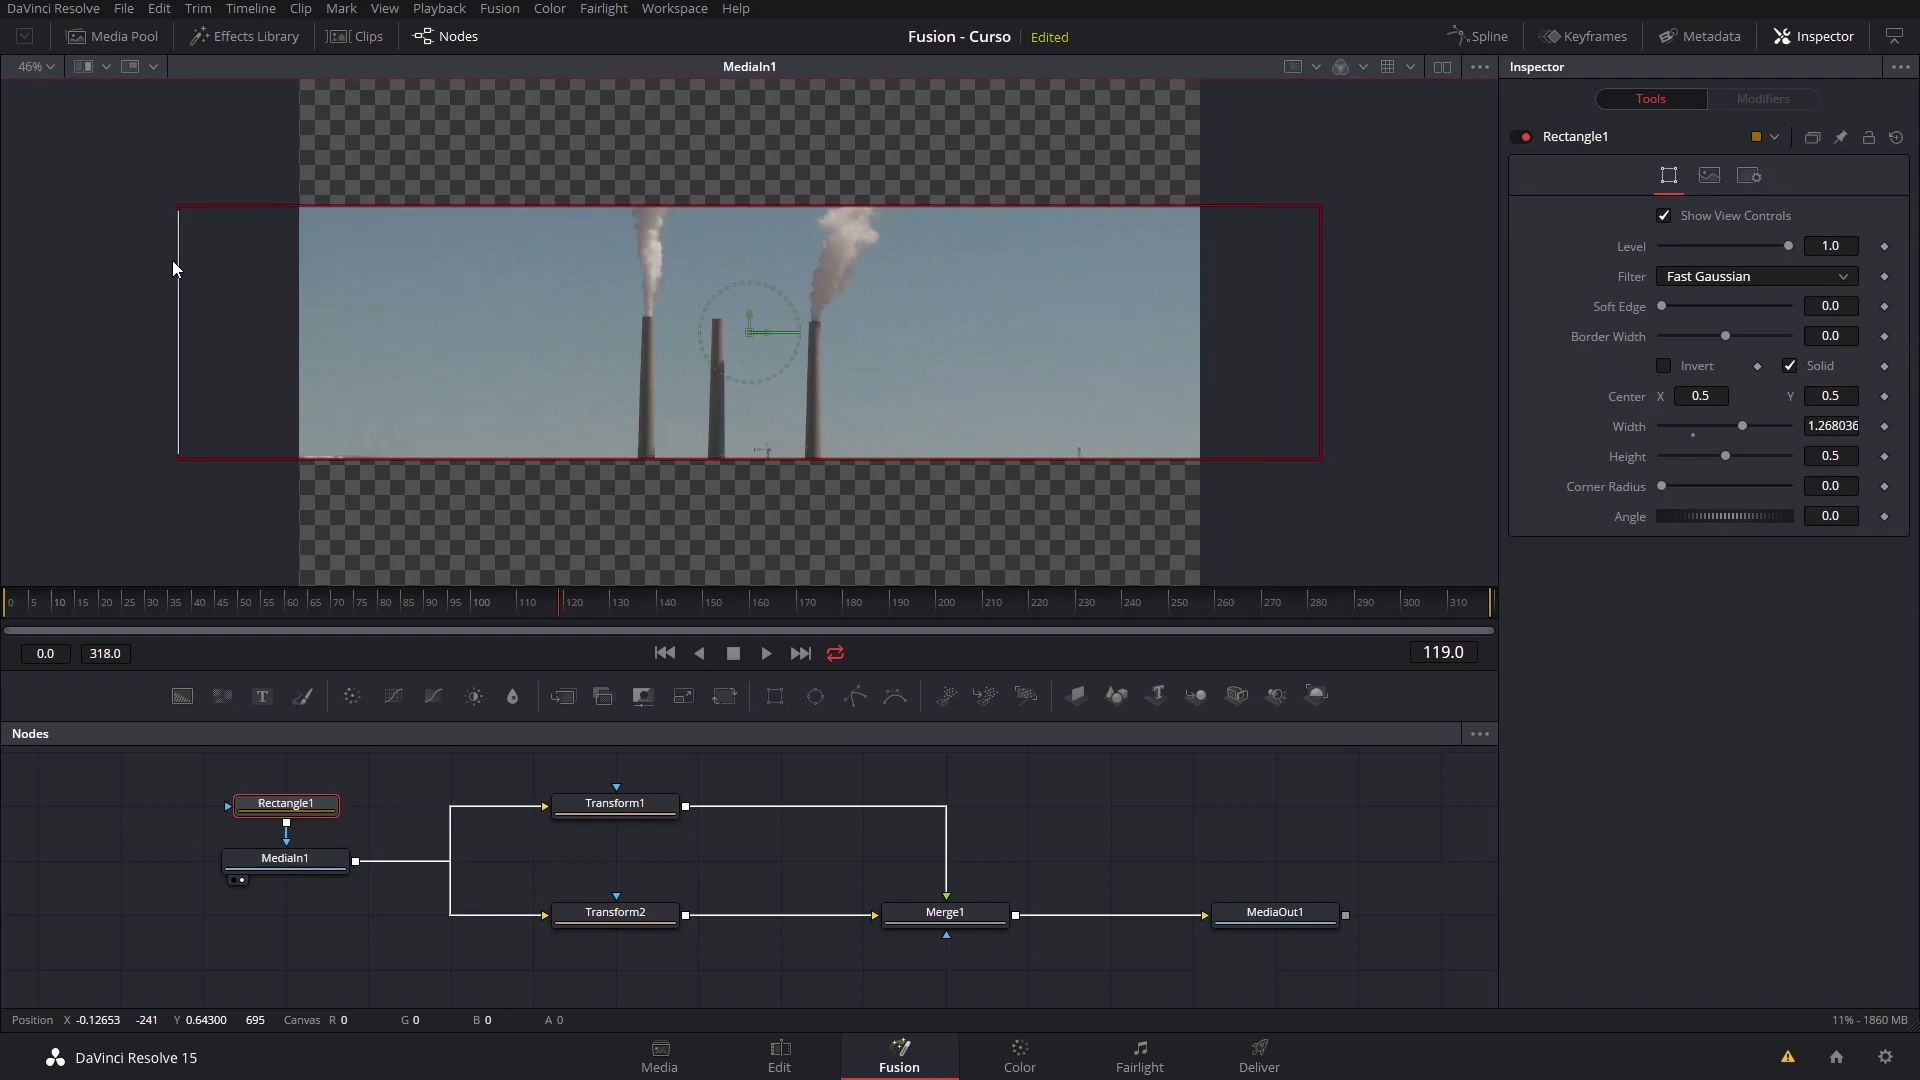 DaVinci Resolve File Edit Trim Timeline Clip Mark View Playback Fusion Color Fairlight Workspace Help
Media Pool Effects Library Clips Nodes Fusion - Curso Edited Spline Keyframes Metadata Inspector
46% MediaIn1 Inspector
Tools Modifiers
Rectangle1
Show View Controls
Level 1.0
Filter Fast Gaussian
Soft Edge 0.0
Border Width 0.0
Invert Solid
Center X 0.5 Y 0.5
Width 1.268036
Height 0.5
Corner Radius 0.0
Angle 0.0
0 5 10 15 20 25 30 35 40 45 50 55 60 65 70 75 80 85 90 95 100 110 120 130 140 150 160 170 180 190 200 210 220 230 240 250 260 270 280 290 300 310
0.0 318.0 119.0
T
Nodes
Rectangle1 Transform1
MediaIn1
Transform2 Merge1 MediaOut1
Position X -0.12653 -241 Y 0.64300 695 Canvas R 0 G 0 B 0 A 0 11% - 1860 MB
DaVinci Resolve 15 Media Edit Fusion Color Fairlight Deliver